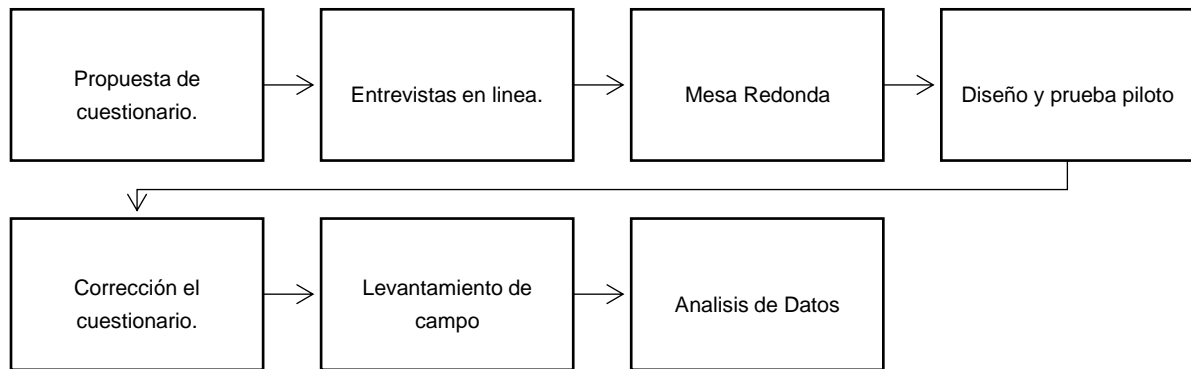 Propuesta de
cuestionario.
Entrevistas en linea.
Mesa Redonda
Diseño y prueba piloto
Corrección el
cuestionario.
Levantamiento de
campo
Analisis de Datos